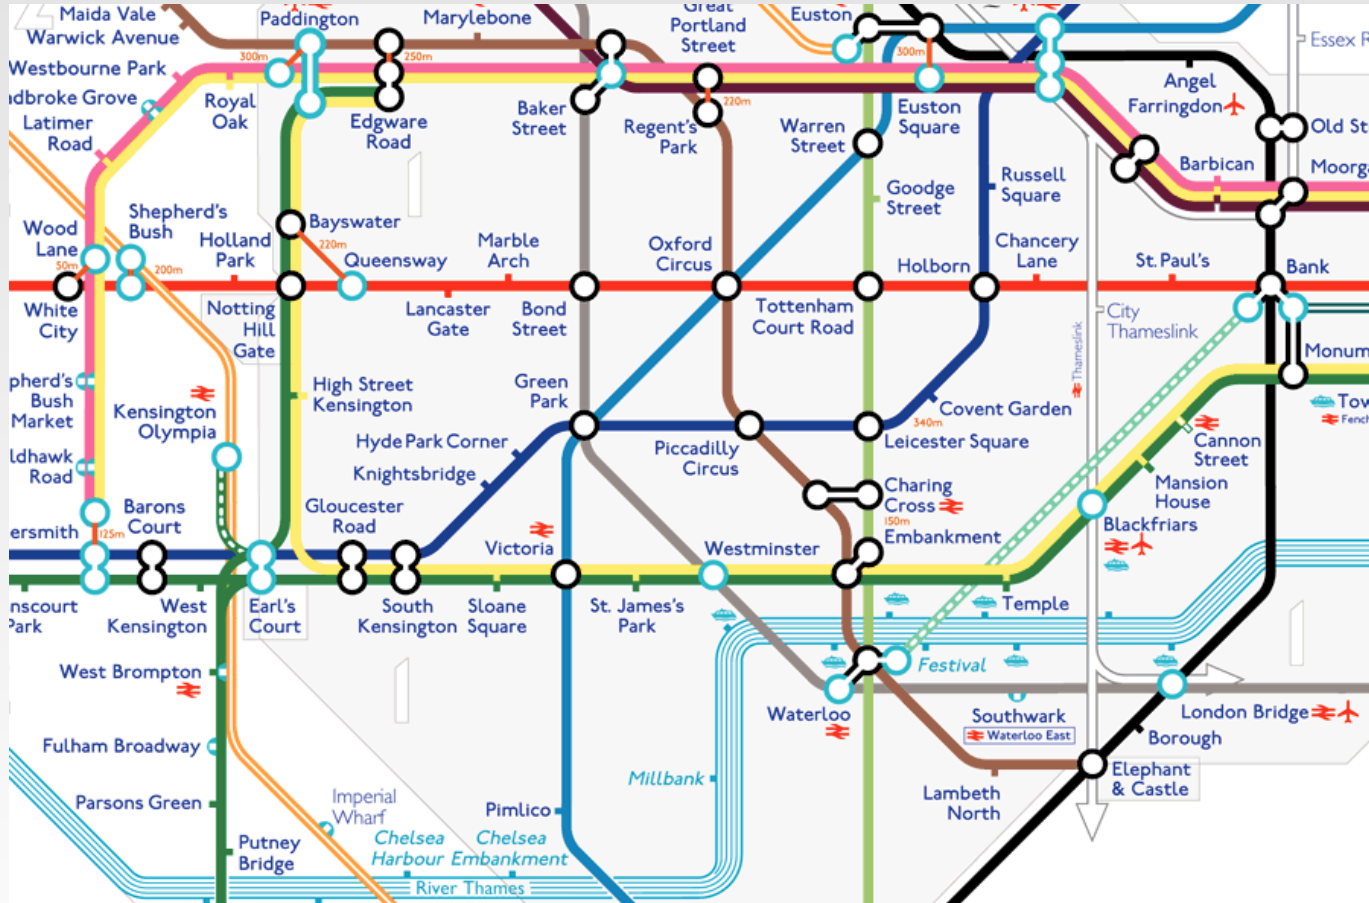 Maida Vale
Warwick Avenue
Paddington
Marylebone
Great
Portland
Street
Euston
Essex R
Westbourne Park
adbroke Grove
Latimer
Road
300m
Royal
Oak
250m
Edgware
Road
Baker
Street
220m
Regent's
Park
Warren
Street
300m
Euston
Square
Angel
Farringdon
Old St
Barbican
Moorga
Russell
Square
Goodge
Street
Wood
Lane
50m
White
City
Shepherd's
Bush
200m
Holland
Park
Bayswater
220m
Queensway
Notting
Hill
Gate
Lancaster
Gate
Marble
Arch
Bond
Street
Oxford
Circus
Tottenham
Court Road
Holborn
Chancery
Lane
St. Paul's
Bank
City
Thameslink
Thameslink
Monum
pherd's
Bush
Market
Kensington
Olympia
High Street
Kensington
Green
Park
Hyde Park Corner
Knightsbridge
Piccadilly
Circus
Covent Garden
340m
Leicester Square
Cannon
Street
Mansion
House
Tow
Fench
ldhawk
Road
ersmith
125m
Barons
Court
Gloucester
Road
Victoria
Westminster
Charing
Cross
150m
Embankment
Blackfriars
nscourt
Park
West
Kensington
Earl's
Court
South
Kensington
Sloane
Square
St. James's
Park
Temple
West Brompton
Festival
Waterloo
Southwark
Waterloo East
London Bridge
Borough
Fulham Broadway
Parsons Green
Putney
Bridge
Imperial
Wharf
Chelsea
Harbour
Chelsea
Embankment
River Thames
Pimlico
Millbank
Lambeth
North
Elephant
& Castle